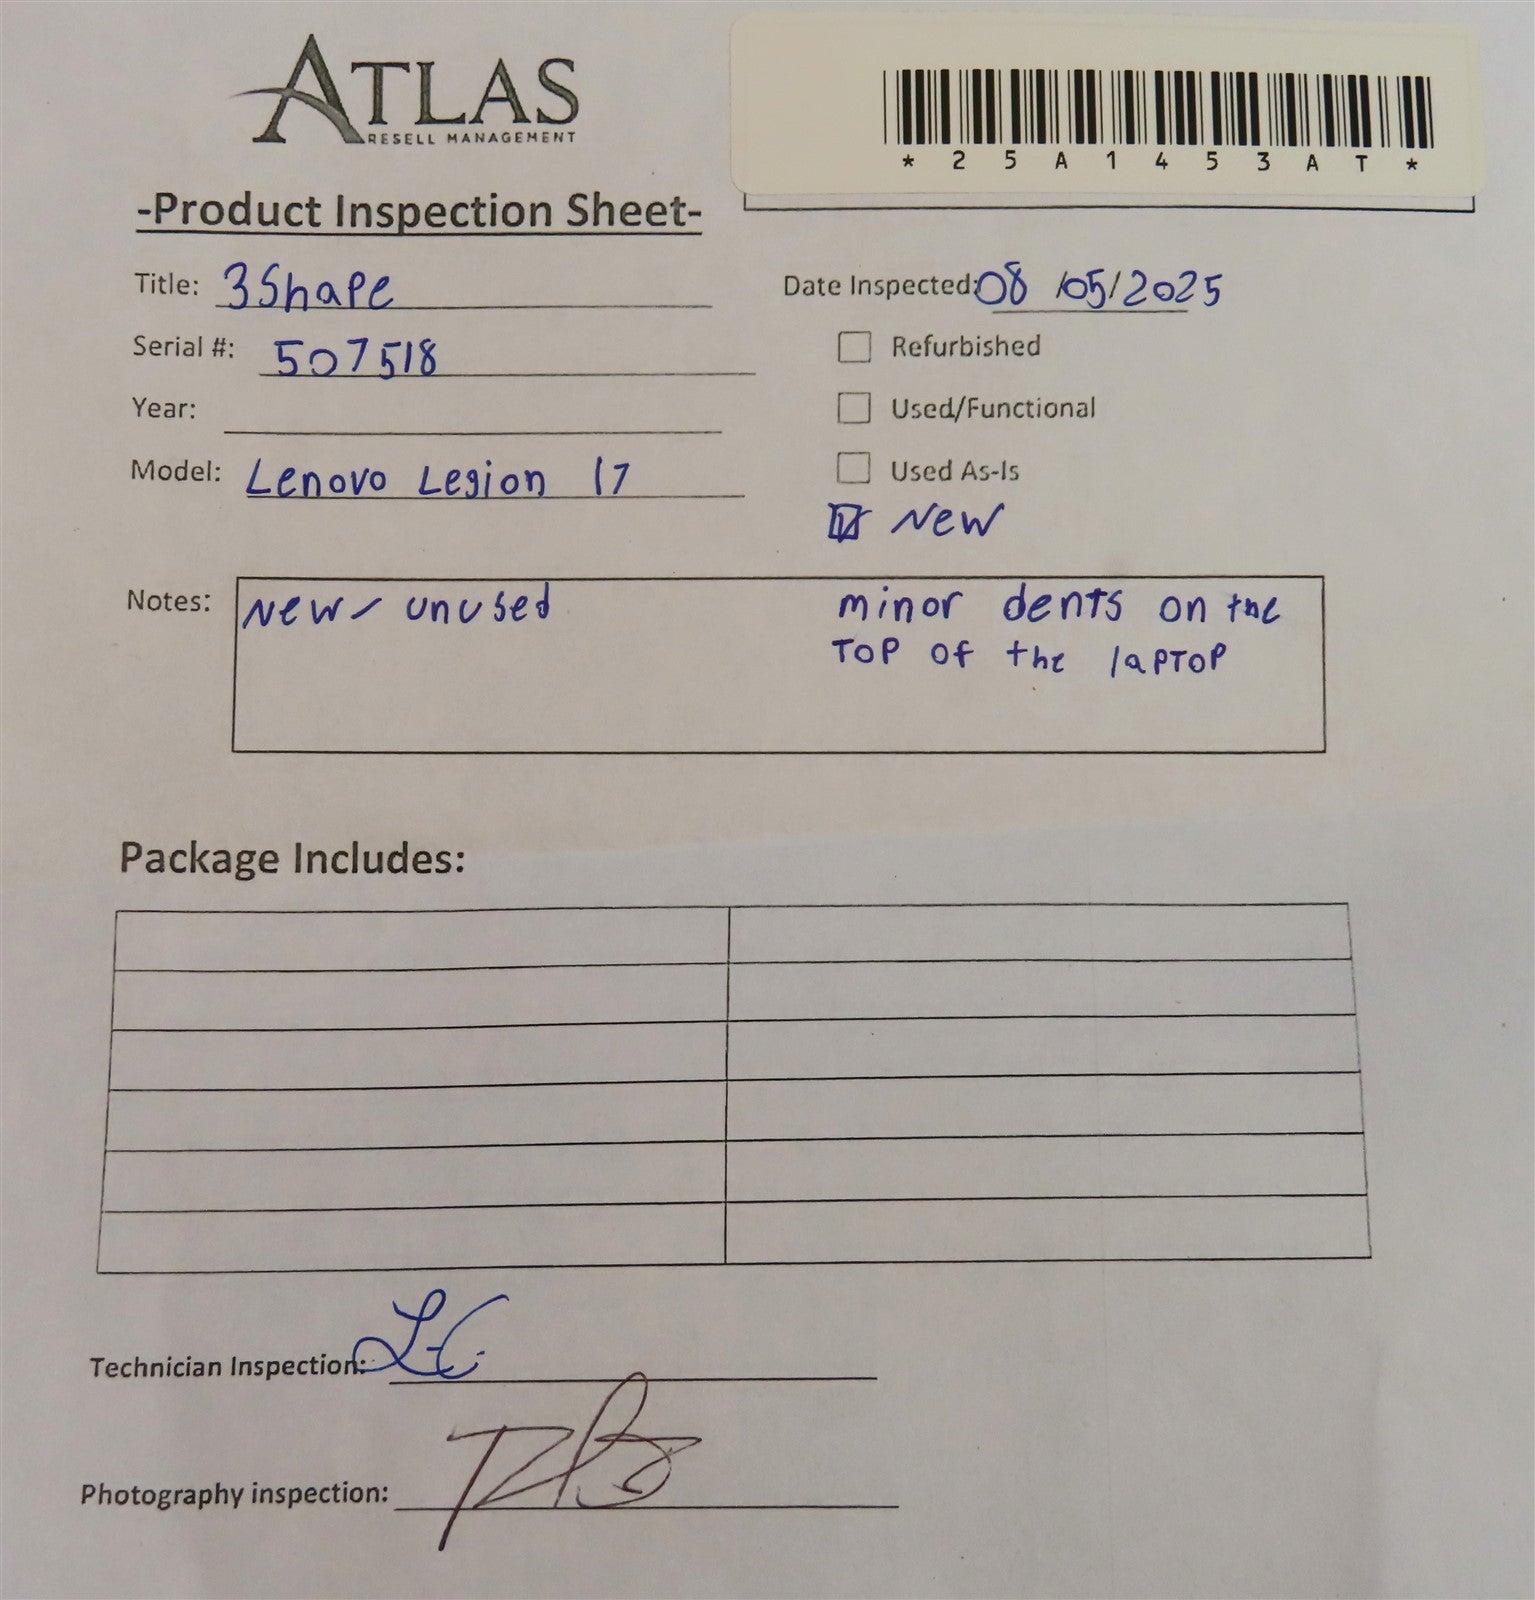 ATLAS
RESELL MANAGEMENT
*25A1453AT*
-Product Inspection Sheet-
Title: 3Shape
Date Inspected: 08/05/2025
Serial #: 507518
Refurbished
Year:
Used/Functional
Model: Lenovo Legion 17
Used As-Is
New
Notes: New/unused
minor dents on the
TOP of the lapTOP
Package Includes:
Technician Inspection:
Photography inspection: